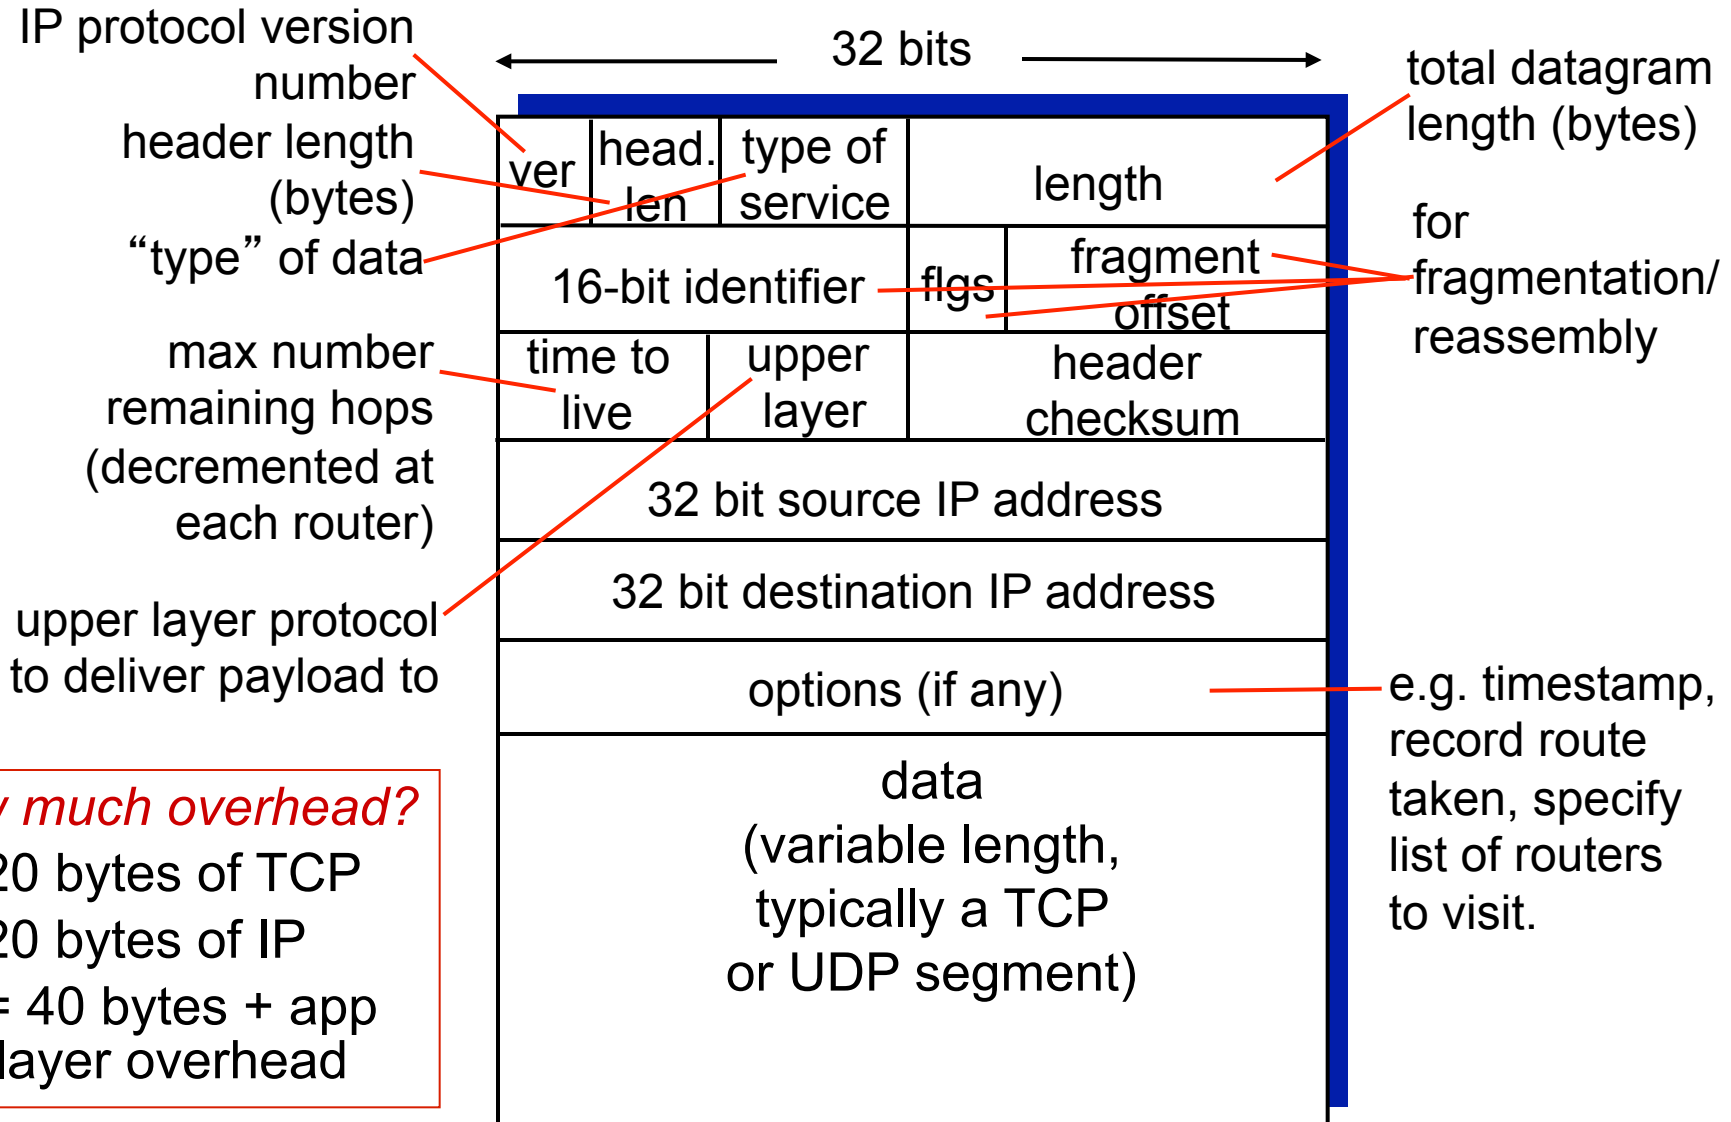 IP protocol version
number
header length
(bytes)
“type” of data
max number
remaining hops
(decremented at
each router)
upper layer protocol
to deliver payload to
much overhead?
20 bytes of TCP
20 bytes of IP
= 40 bytes + app
layer overhead
32 bits
ver
head.
len
type of
service
length
16-bit identifier
flgs
fragment
offset
time to
live
upper
layer
header
checksum
32 bit source IP address
32 bit destination IP address
options (if any)
data
(variable length,
typically a TCP
or UDP segment)
total datagram
length (bytes)
for
fragmentation/
reassembly
e.g. timestamp,
record route
taken, specify
list of routers
to visit.